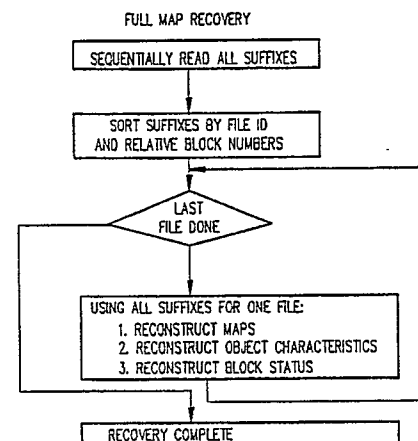 FULL MAP RECOVERY
SEQUENTIALLY READ ALL SUFFIXES
SORT SUFFIXES BY FILE ID
AND RELATIVE BLOCK NUMBERS
LAST
FILE DONE
USING ALL SUFFIXES FOR ONE FILE:
1. RECONSTRUCT MAPS
2. RECONSTRUCT OBJECT CHARACTERISTICS
3. RECONSTRUCT BLOCK STATUS
RECOVERY COMPLETE